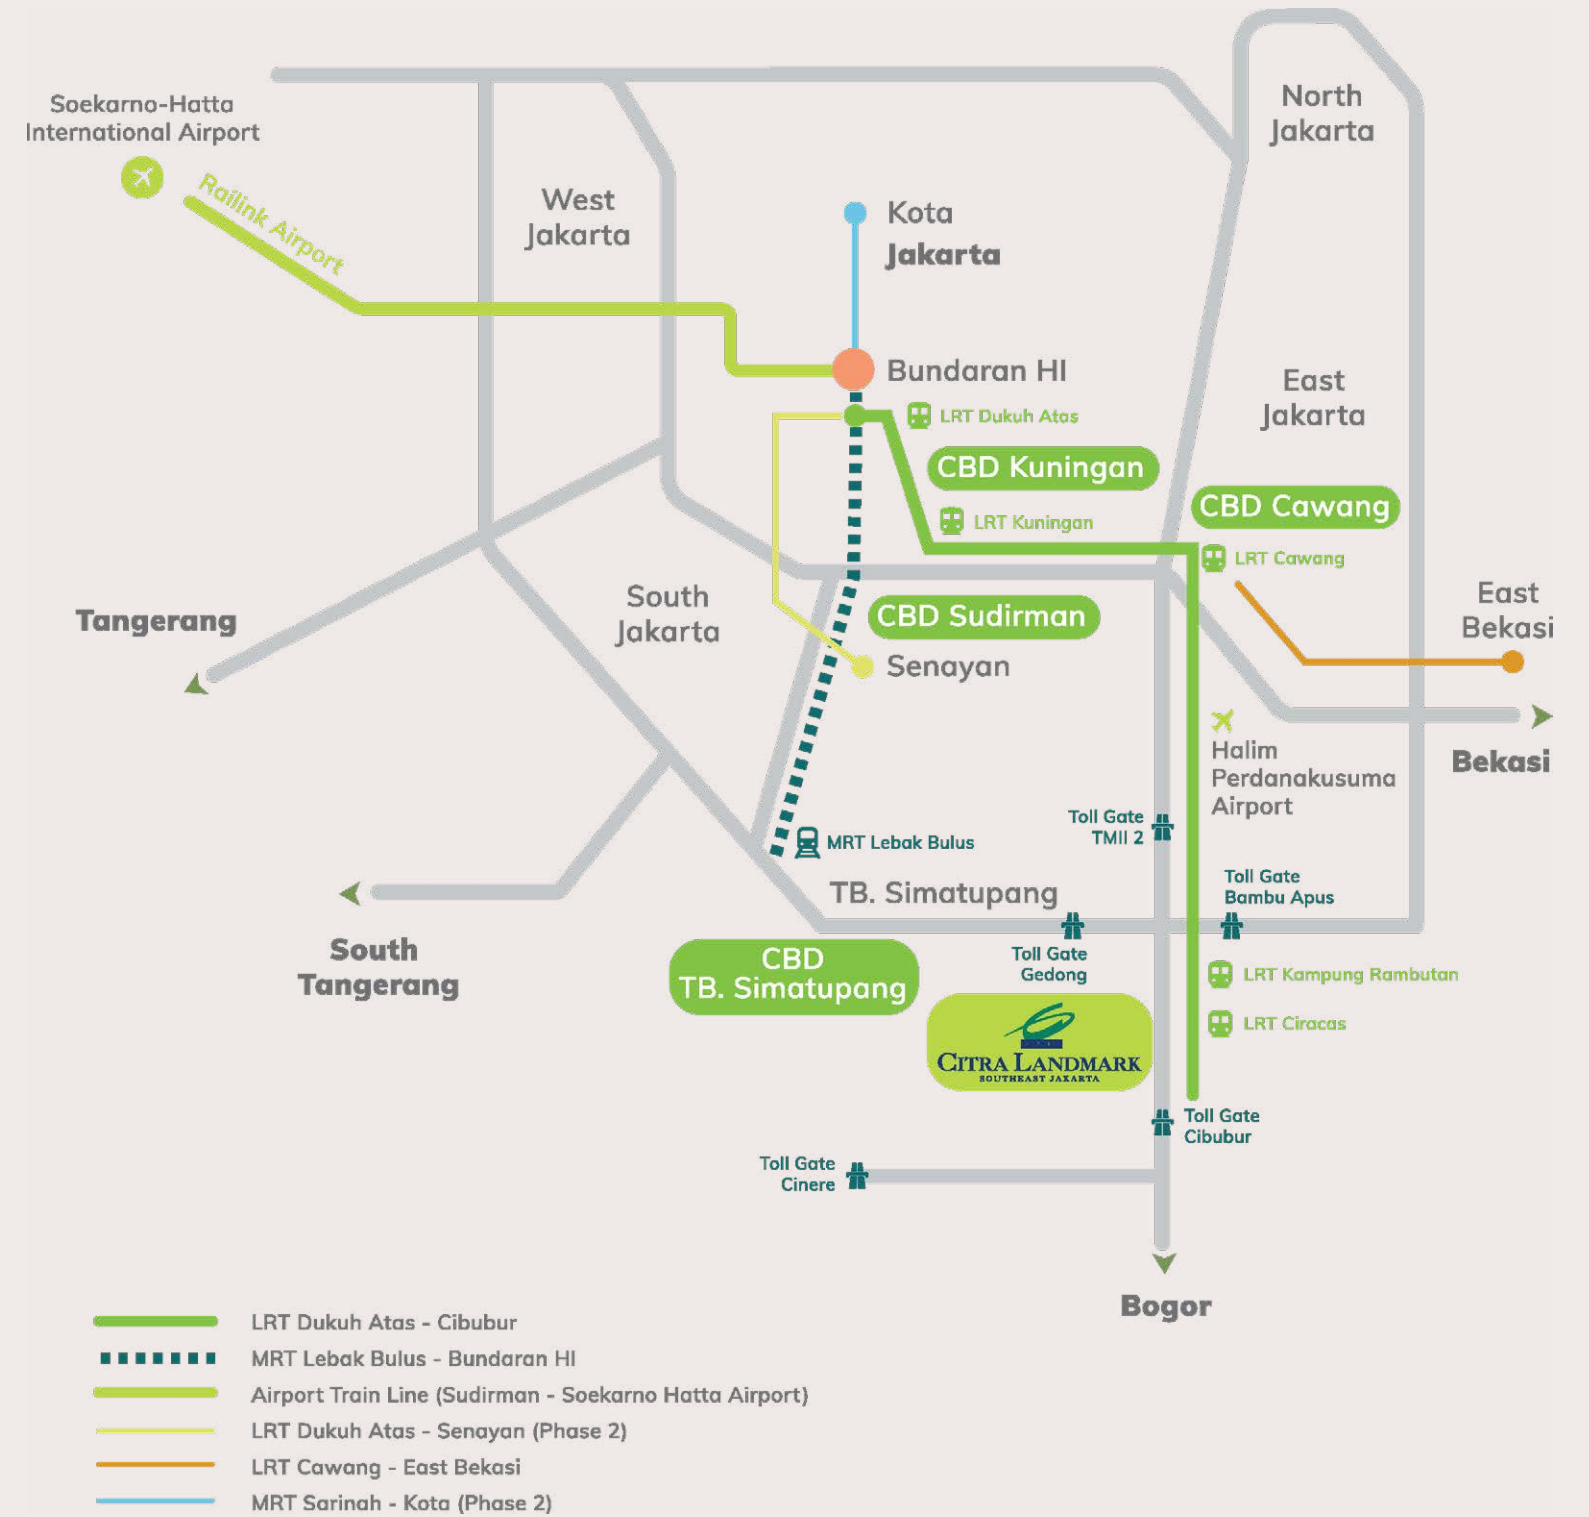 Soekarno-Hatta
International Airport
Railink Airport
West
Jakarta
North
Jakarta
Kota
Jakarta
Bundaran HI
LRT Dukuh Atas
East
Jakarta
CBD Kuningan
CBD Cawang
LRT Kuningan
LRT Cawang
Tangerang
South
Jakarta
CBD Sudirman
Senayan
East
Bekasi
Halim
Perdanakusuma
Airport
Bekasi
Toll Gate
TMII 2
MRT Lebak Bulus
TB. Simatupang
Toll Gate
Bambu Apus
South
Tangerang
CBD
TB. Simatupang
Toll Gate
Gedong
LRT Kampung Rambutan
LRT Ciracas
CITRA LANDMARK
SOUTHEAST JAKARTA
Toll Gate
Cibubur
Toll Gate
Cinere
Bogor
LRT Dukuh Atas - Cibubur
MRT Lebak Bulus - Bundaran HI
Airport Train Line (Sudirman - Soekarno Hatta Airport)
LRT Dukuh Atas - Senayan (Phase 2)
LRT Cawang - East Bekasi
MRT Sarinah - Kota (Phase 2)